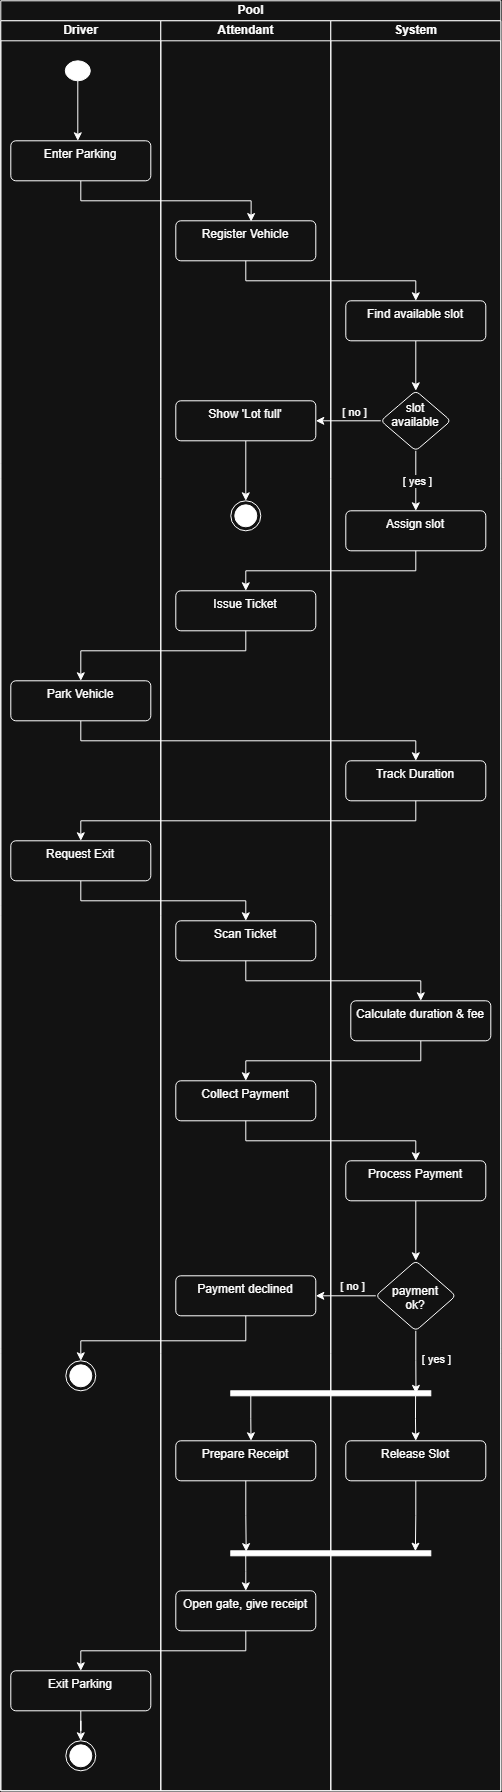 Pool
Driver
Attendant
System
Enter Parking
Register Vehicle
Find available slot
slot
available
[ no ]
Show 'Lot full'
[ yes ]
Assign slot
Issue Ticket
Park Vehicle
Track Duration
Request Exit
Scan Ticket
Calculate duration & fee
Collect Payment
Process Payment
payment
ok?
[ no ]
Payment declined
[ yes ]
Prepare Receipt
Release Slot
Open gate, give receipt
Exit Parking